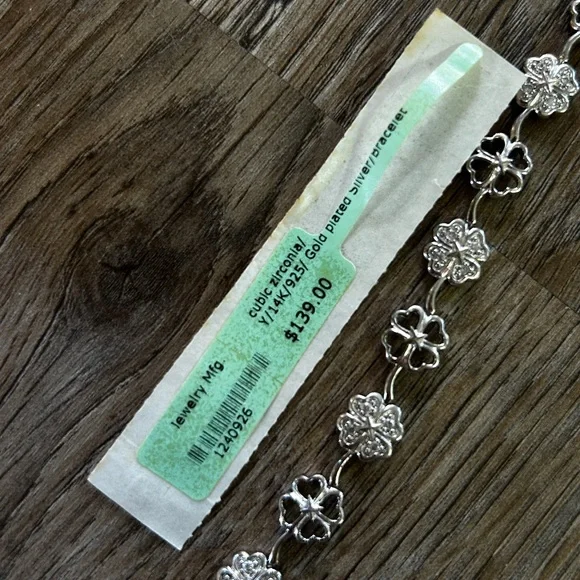 cubic zirconia/
Y/14K/925/ Gold plated Silver/Bracelet
$139.00
Jewelry Mfg.
1240926